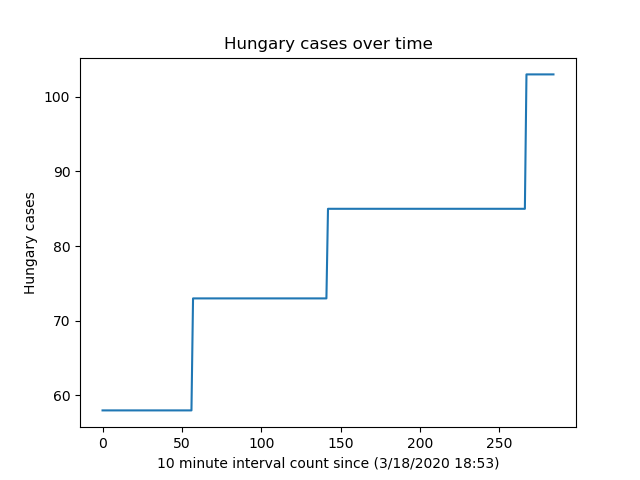 Hungary cases over time
100
90
80
70
60
Hungary cases
0 50 100 150 200 250
10 minute interval count since (3/18/2020 18:53)